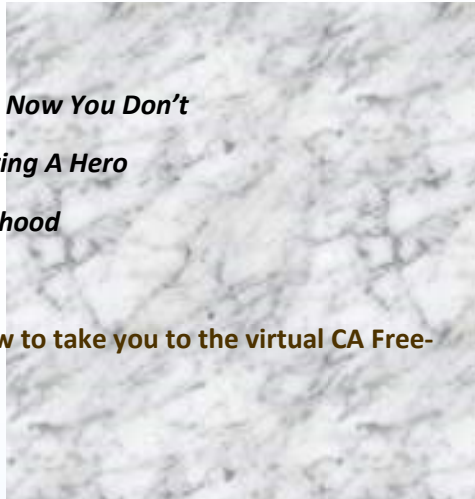 Now You Don’t
ing A Hero
hood
w to take you to the virtual CA Free-